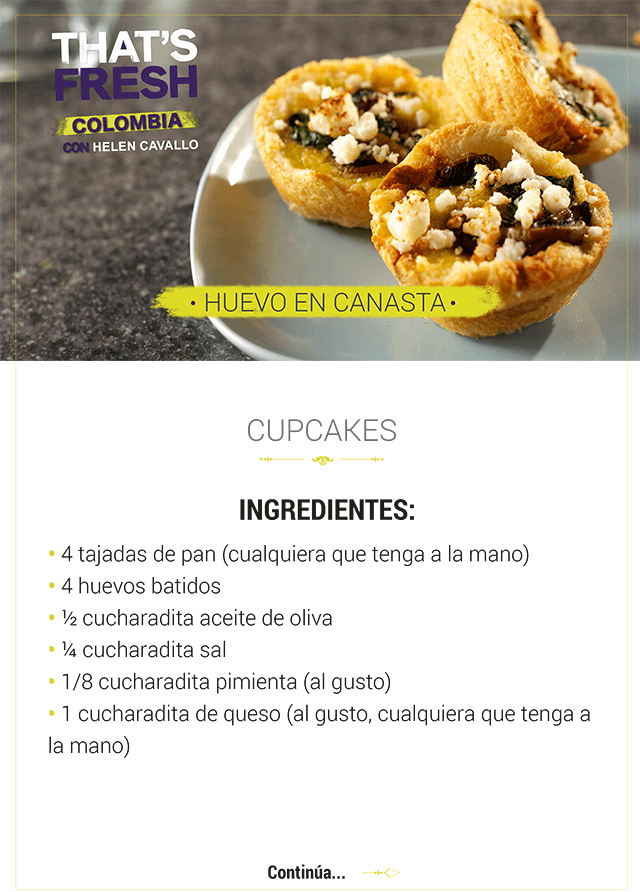 THAT'S
FRESH
COLOMBIA
CON HELEN CAVALLO
• HUEVO EN CANASTA •
CUPCAKES
INGREDIENTES:
• 4 tajadas de pan (cualquiera que tenga a la mano)
• 4 huevos batidos
• ½ cucharadita aceite de oliva
• ¼ cucharadita sal
• 1/8 cucharadita pimienta (al gusto)
• 1 cucharadita de queso (al gusto, cualquiera que tenga a
la mano)
Continúa...